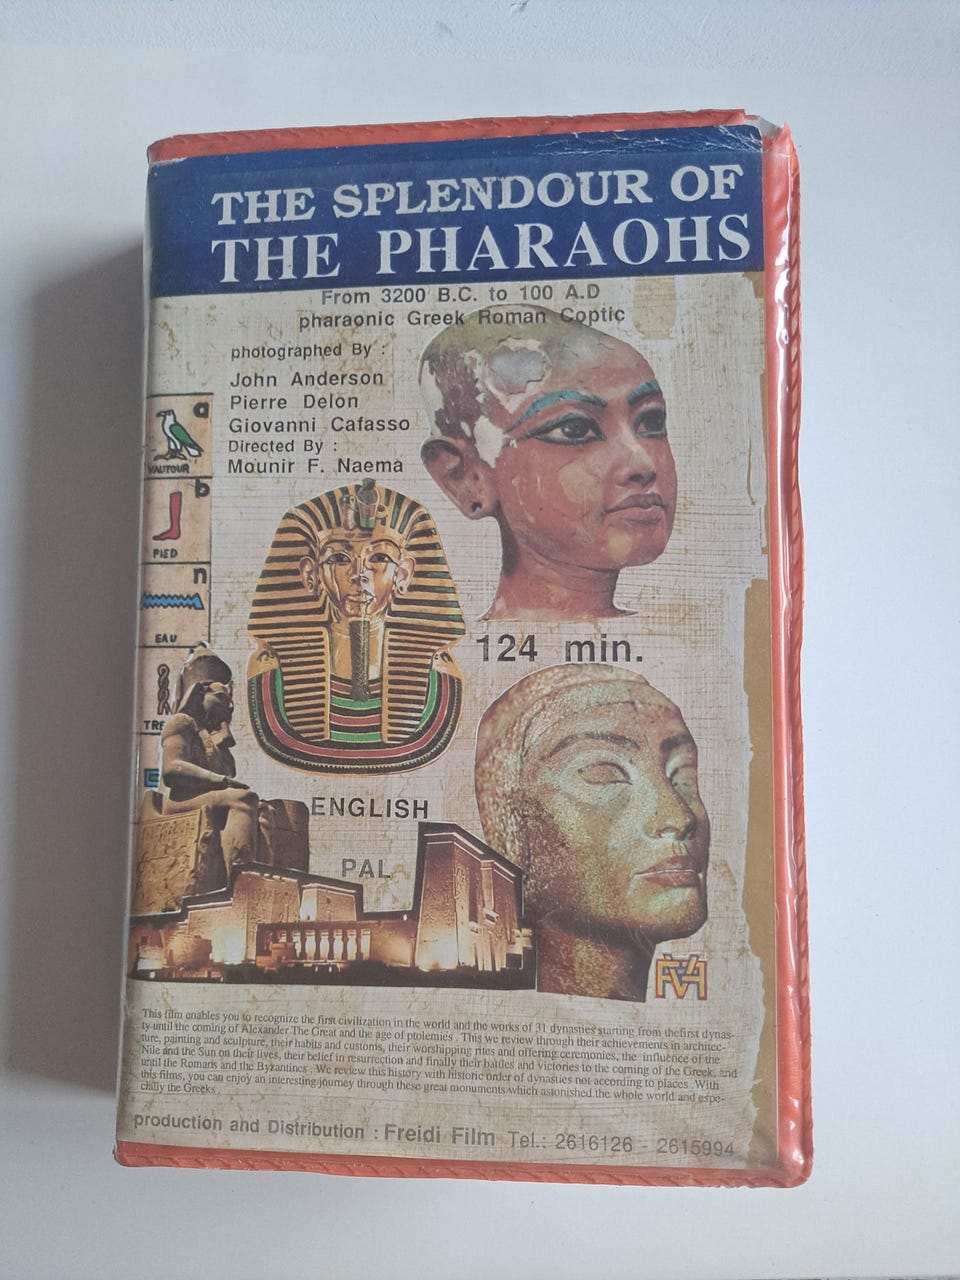 THE SPLENDOUR OF
THE PHARAOHS
From 3200 B.C. to 100 A.D
pharaonic Greek Roman Coptic
photographed By :
John Anderson
Pierre Delon
Giovanni Cafasso
Directed By :
Mounir F. Naema
a
VAUTOUR
b
PIED
n
EAU
TRE
124 min.
ENGLISH
PAL
FVA
This film enables you to recognize the first civilization in the world and the works of 31 dynasties starting from thefirst dynas-
ty until the coming of Alexander The Great and the age of ptolemies . This we review through their achievements in architec-
ture, painting and sculpture, their habits and customs, their worshipping rites and offering ceremonies, the influence of the
Nile and the Sun on their lives, their belief in resurrection and finally their battles and victories to the coming of the Greek, and
until the Romans and the Byzantines . We review this history with historic order of dynasties not according to places . With
this films, you can enjoy an interesting journey through these great monuments which astonished the whole world and espe-
cially the Greeks .
production and Distribution : Freidi Film Tel.: 2616126 - 2615994